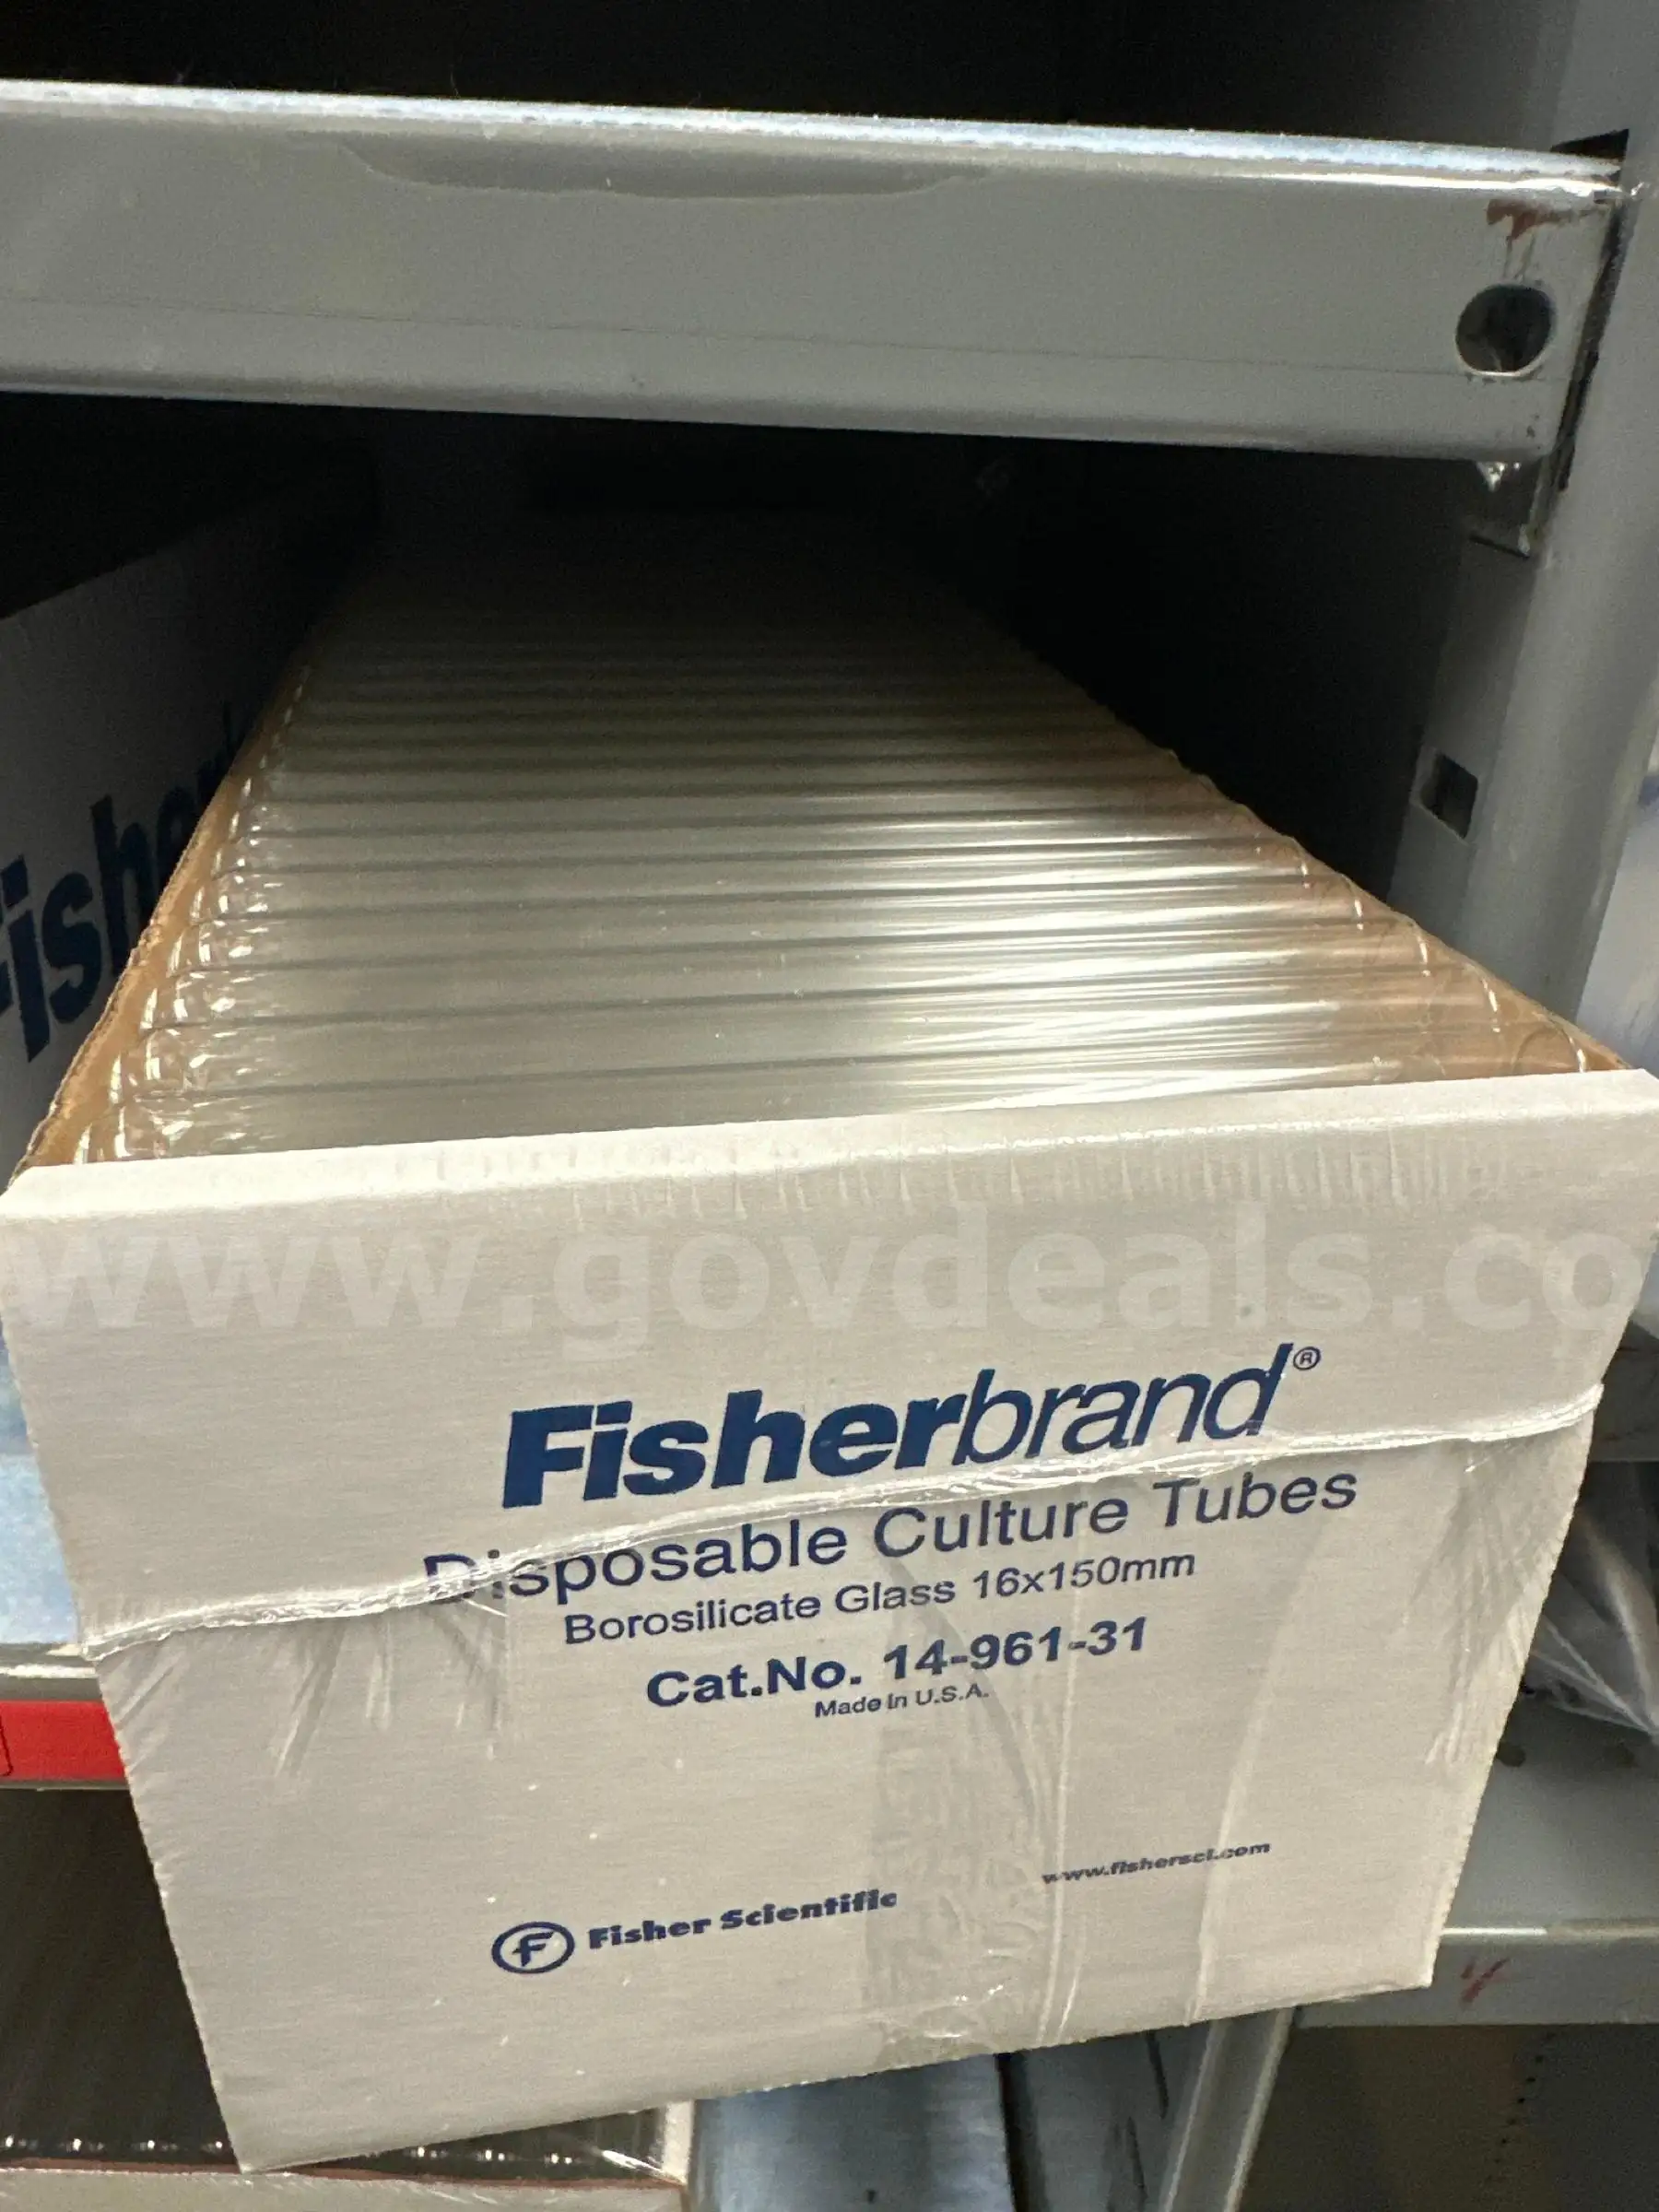 Fisher
www.govdeals.co
Fisherbrand®
Disposable Culture Tubes
Borosilicate Glass 16x150mm
Cat.No. 14-961-31
Made In U.S.A.
F Fisher Scientific
www.fishersci.com